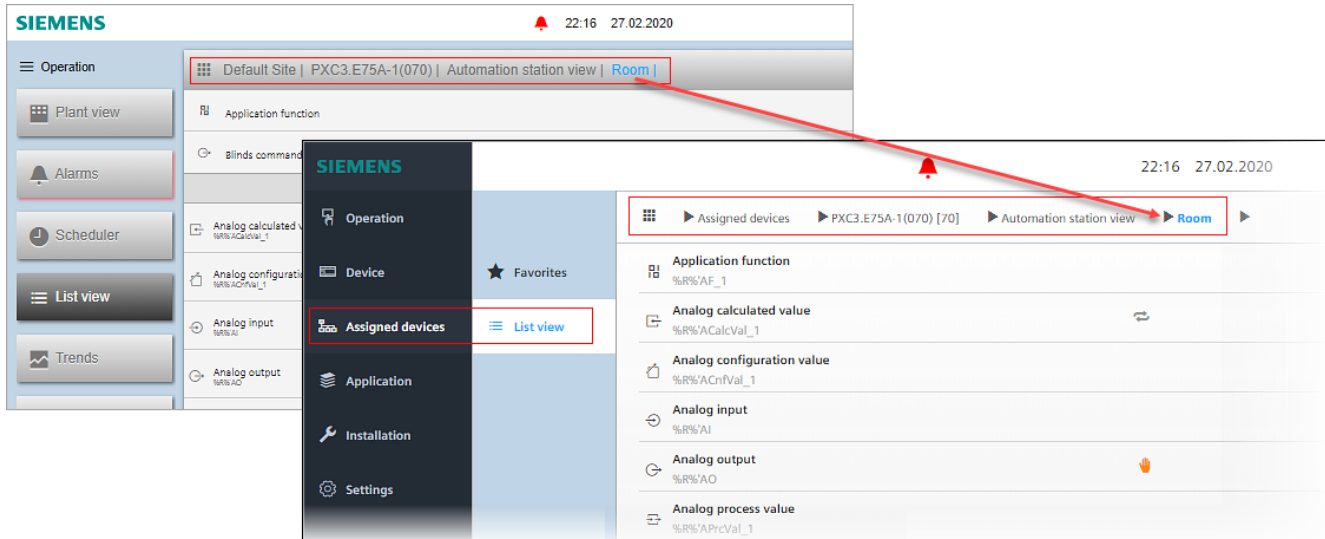 SIEMENS
22:16 27.02.2020
Operation
Default Site | PXC3.E75A-1(070) | Automation station view | Room |
Plant view
Application function
Blinds command
Alarms
Scheduler
Analog calculated v
%R%'ACalcVal_1
List view
Analog configuratio
%R%'ACnfVal_1
Analog input
%R%'AI
Trends
Analog output
%R%'AO
SIEMENS
22:16 27.02.2020
Operation
Device
Assigned devices
Application
Installation
Settings
Favorites
List view
Assigned devices PXC3.E75A-1(070) [70] Automation station view Room
Application function
%R%'AF_1
Analog calculated value
%R%'ACalcVal_1
Analog configuration value
%R%'ACnfVal_1
Analog input
%R%'AI
Analog output
%R%'AO
Analog process value
%R%'APrcVal_1